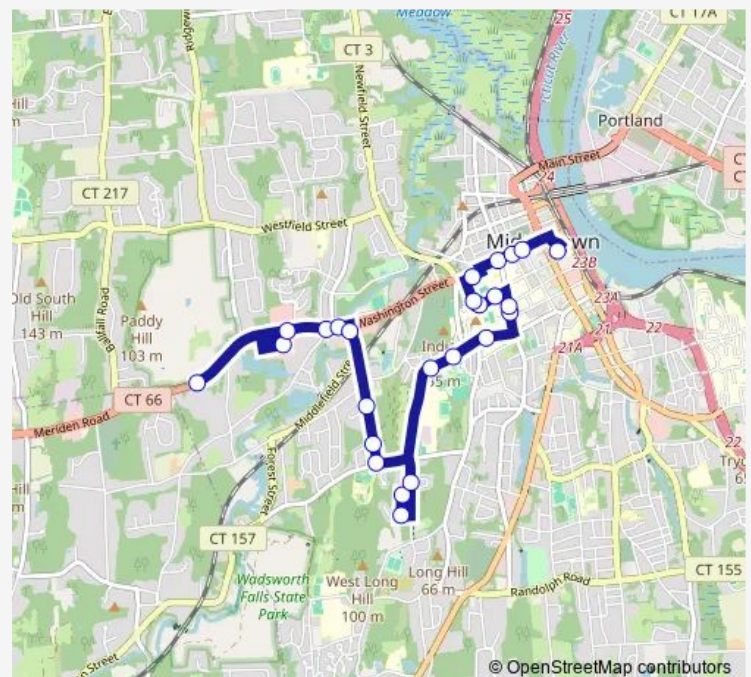 Meadow
25
CT 17A
CT 3
Portland
Newfield Street
Main Street
CT 217
Westfield Street
23B
Old South
Hill
143 m
Paddy
Hill
103 m
Washington Street
23A
21
22
21A
CT 66
Meriden Road
Forest Street
CT 157
Wadsworth
Falls State
Park
West Long
Hill
100 m
Long Hill
66 m
Randolph Road
CT 155
© OpenStreetMap contributors